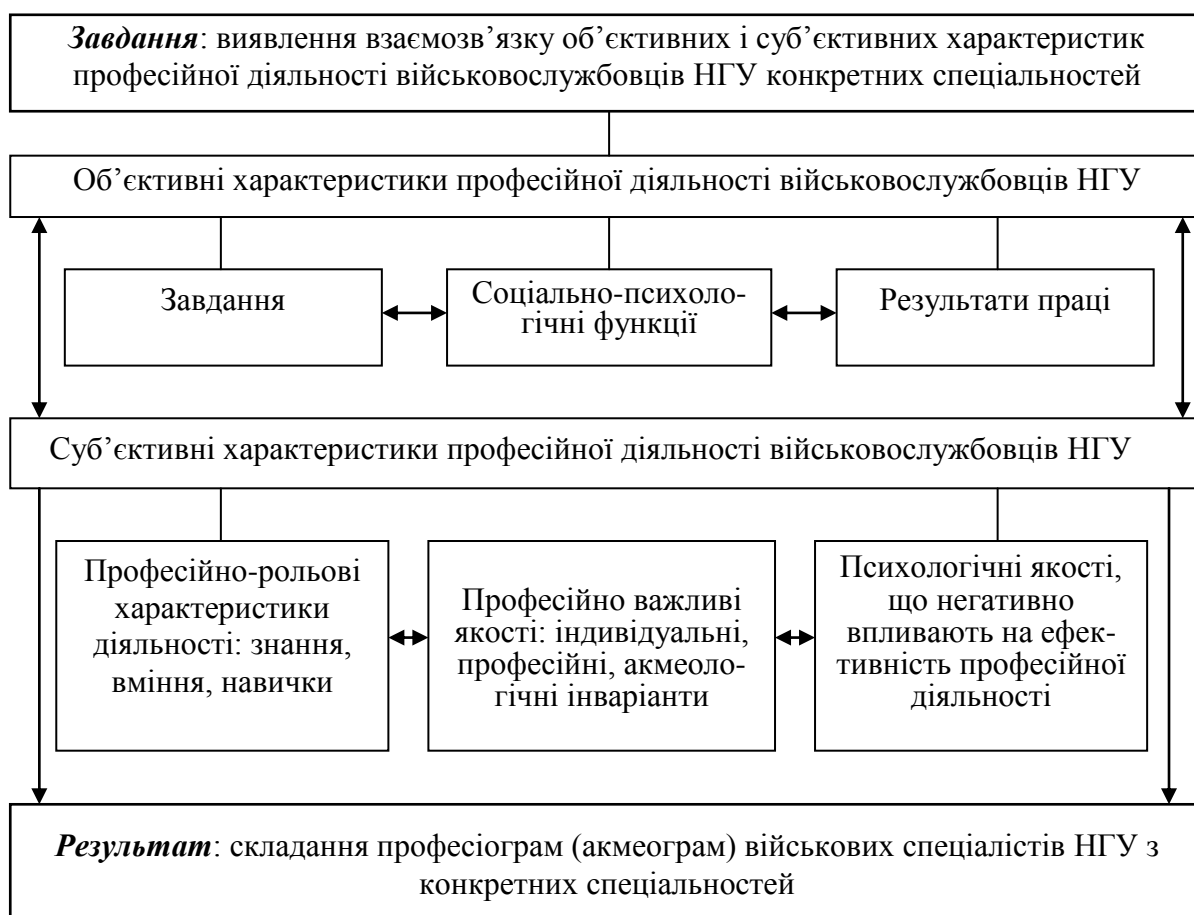 Завдання: виявлення взаємозв’язку об’єктивних і суб’єктивних характеристик
професійної діяльності військовослужбовців НГУ конкретних спеціальностей
Об’єктивні характеристики професійної діяльності військовослужбовців НГУ
Завдання
Соціально-психоло-
гічні функції
Результати праці
Суб’єктивні характеристики професійної діяльності військовослужбовців НГУ
Професійно-рольові
характеристики
діяльності: знання,
вміння, навички
Професійно важливі
якості: індивідуальні,
професійні, акмеоло-
гічні інваріанти
Психологічні якості,
що негативно
впливають на ефек-
тивність професійної
діяльності
Результат: складання професіограм (акмеограм) військових спеціалістів НГУ з
конкретних спеціальностей